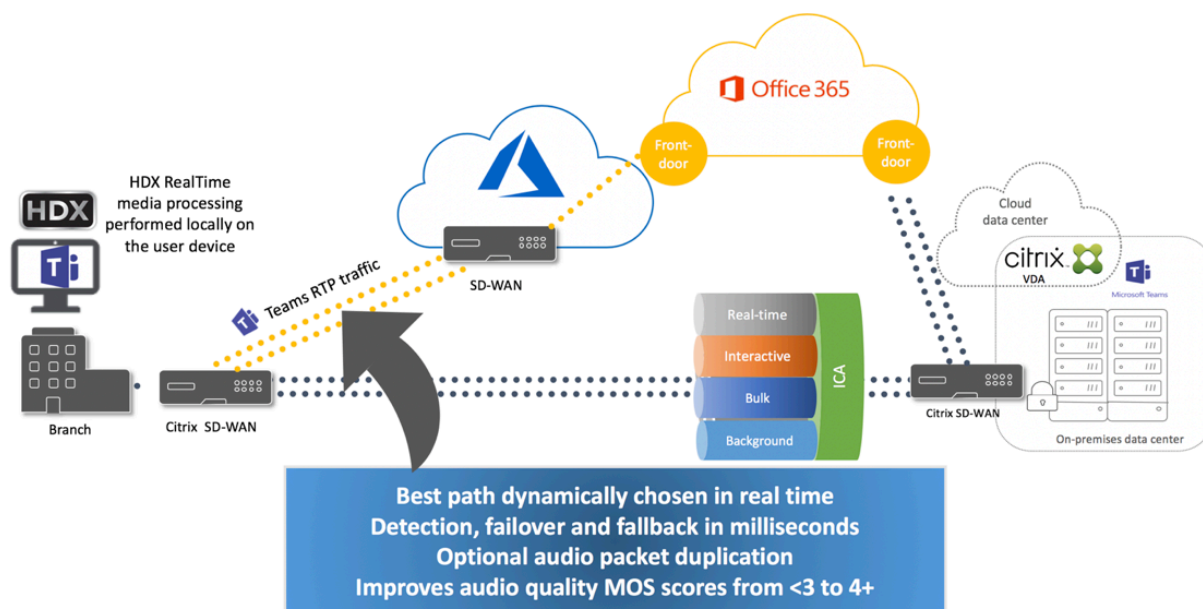 Office 365
Front-
door
Front-
door
HDX
HDX RealTime
media processing
performed locally on
the user device
Cloud
data center
citrix
VDA
Microsoft Teams
SD-WAN
Teams RTP traffic
Real-time
Interactive
Bulk
Background
ICA
Branch
Citrix SD-WAN
Citrix SD-WAN
On-premises data center
Best path dynamically chosen in real time
Detection, failover and fallback in milliseconds
Optional audio packet duplication
Improves audio quality MOS scores from <3 to 4+